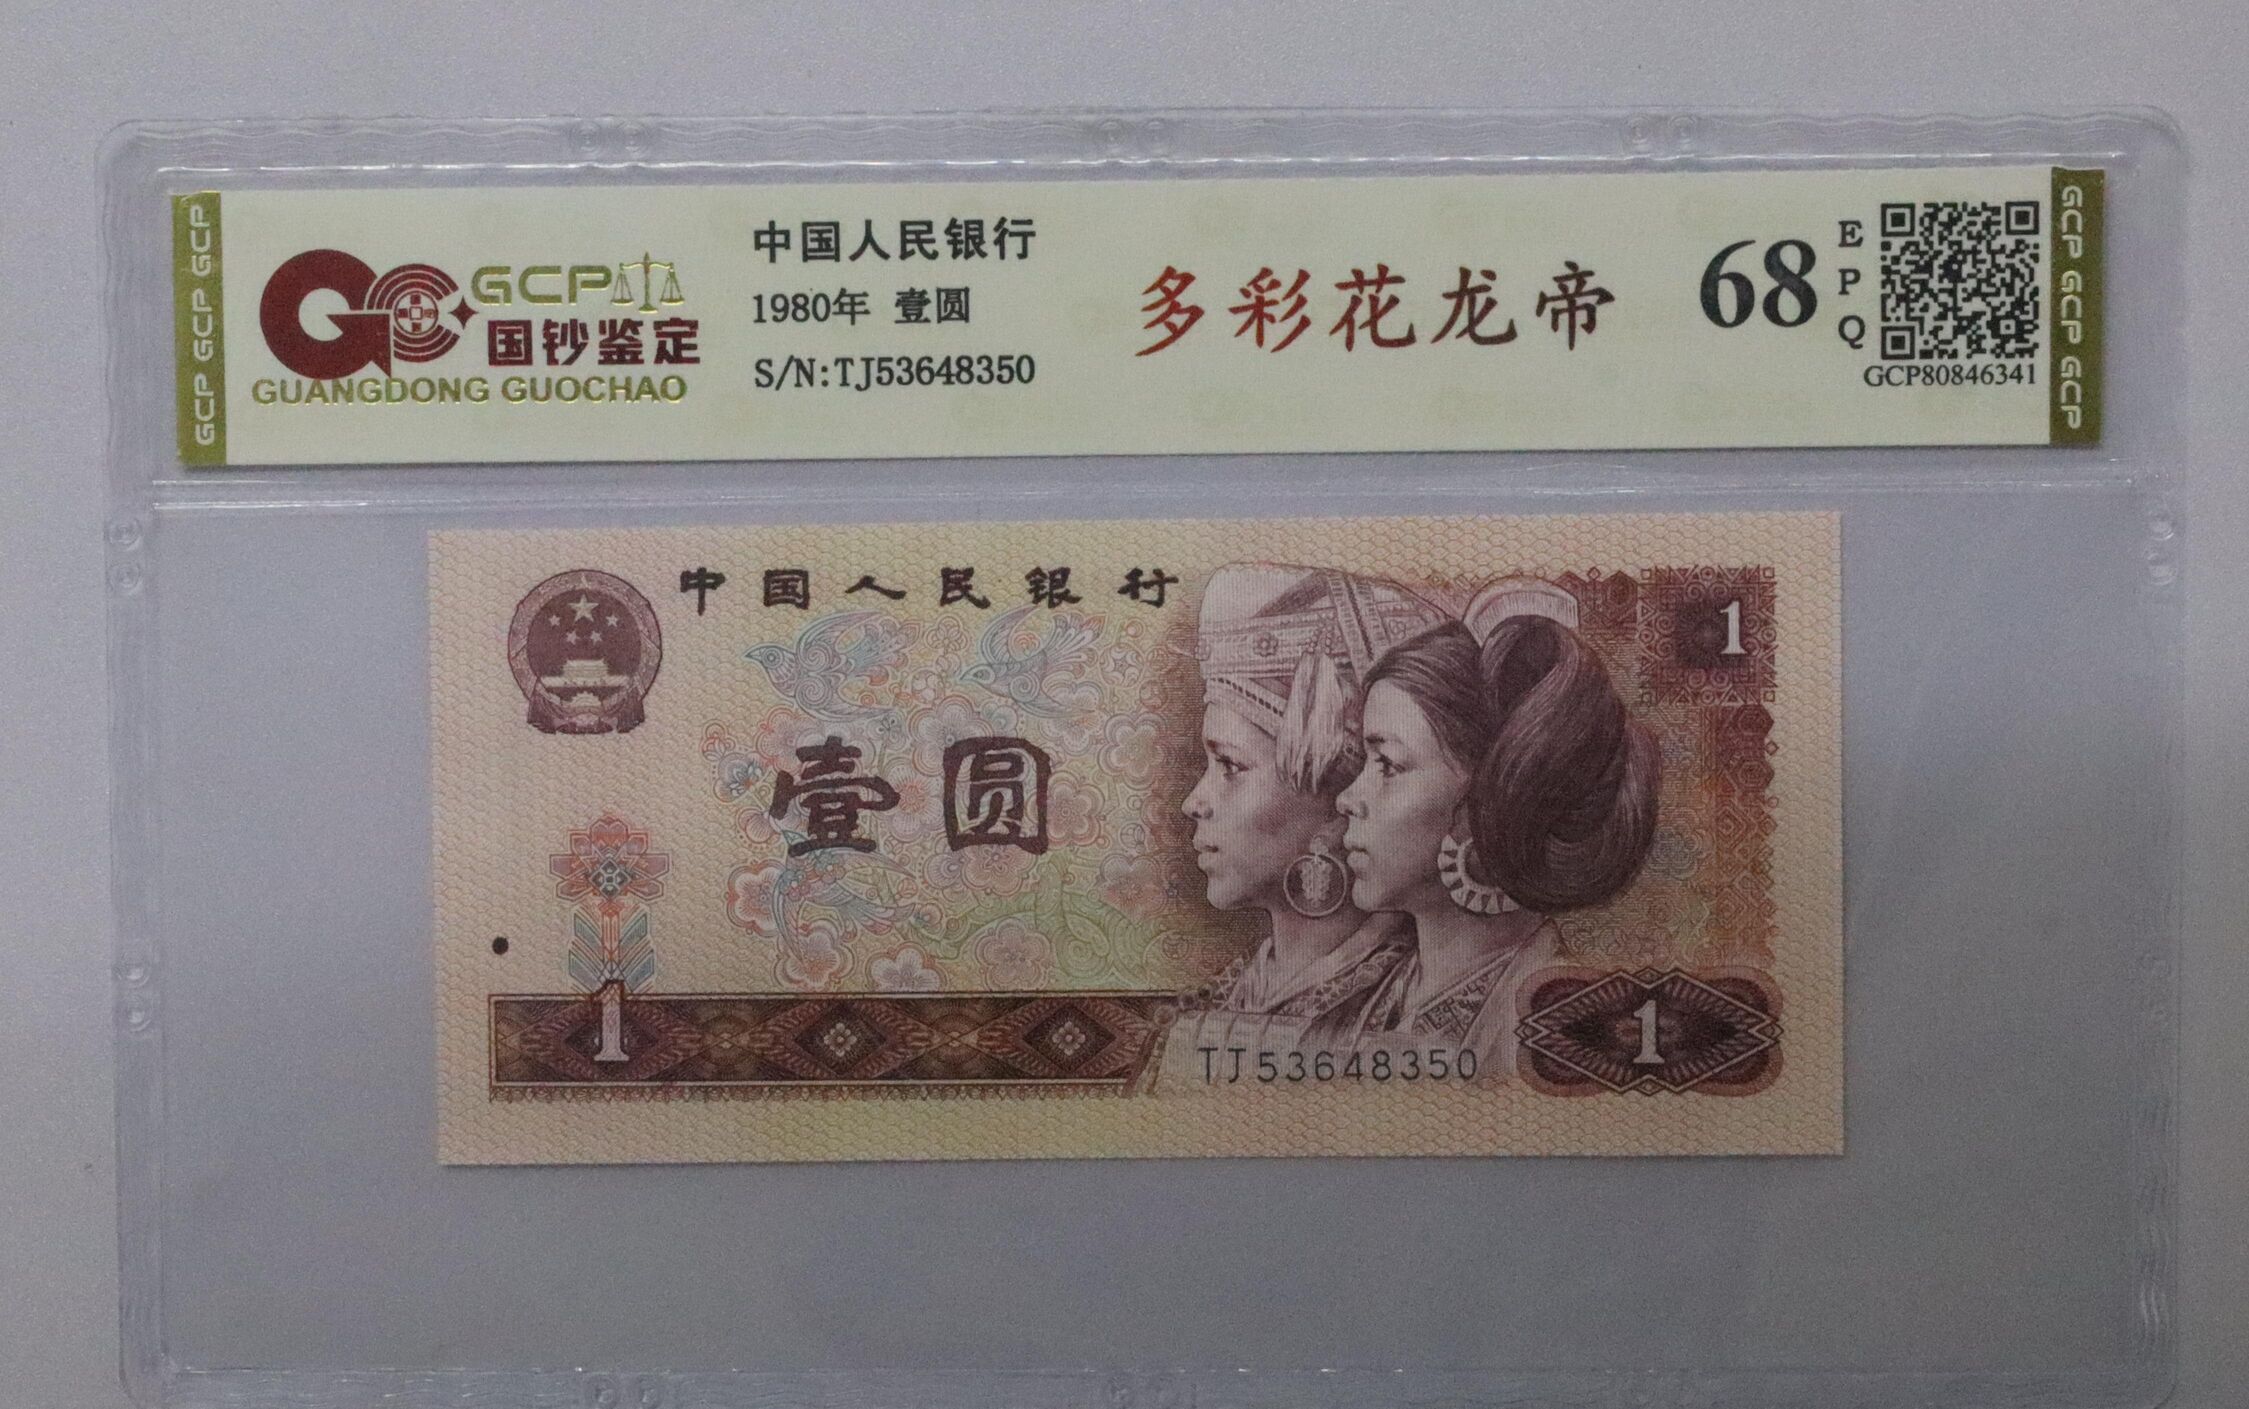 GCP GCP GCP
GCP
国钞鉴定
GUANGDONG GUOCHAO
中国人民银行
1980年 壹圆
S/N:TJ53648350
多彩花龙帝
68
E
P
Q
GCP80846341
GCP GCP GCP
中国人民银行
1
壹圆
1
TJ53648350
1